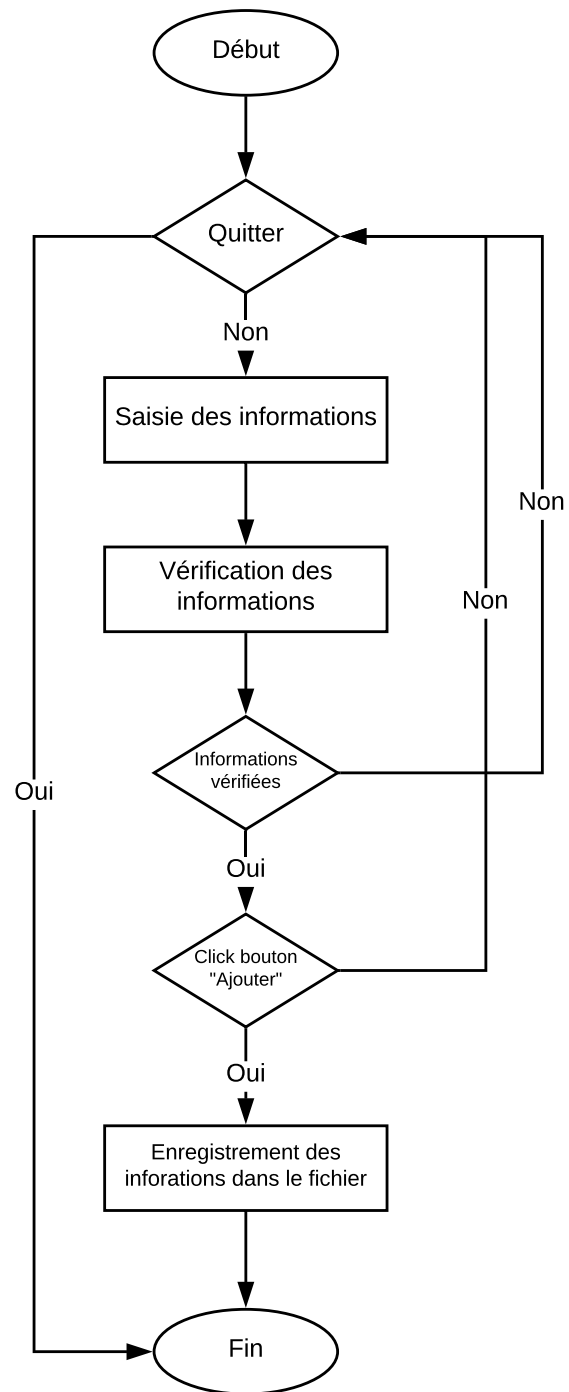 Début
Quitter
Non
Saisie des informations
Non
Vérification des
informations
Non
Informations
vérifiées
Oui
Oui
Click bouton
"Ajouter"
Oui
Enregistrement des
inforations dans le fichier
Fin